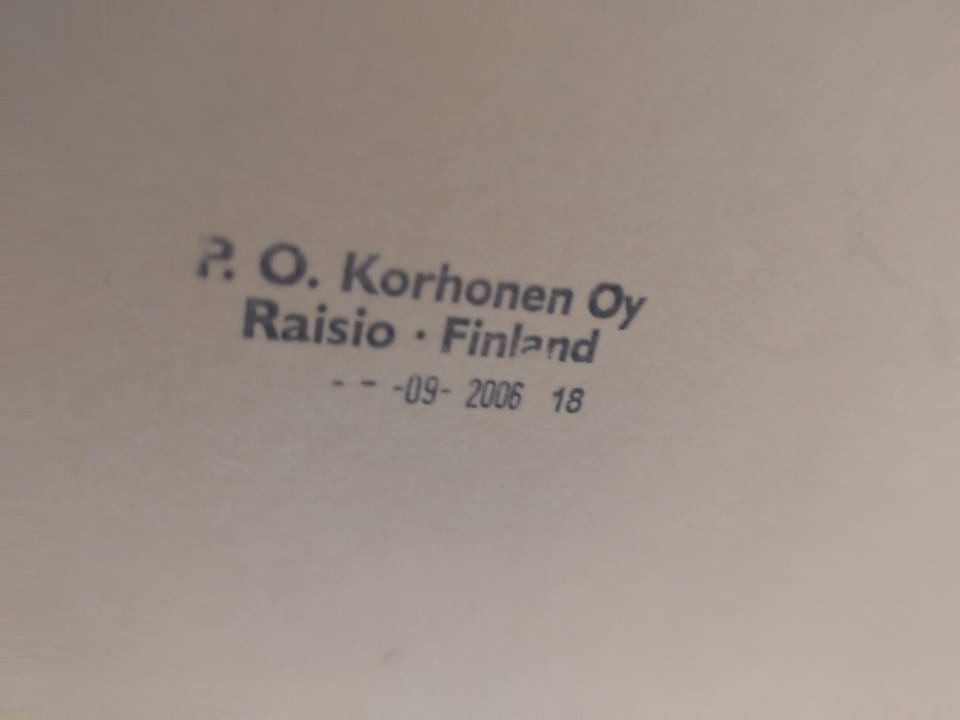 P. O. Korhonen Oy
Raisio · Finland
- - -09- 2006 18